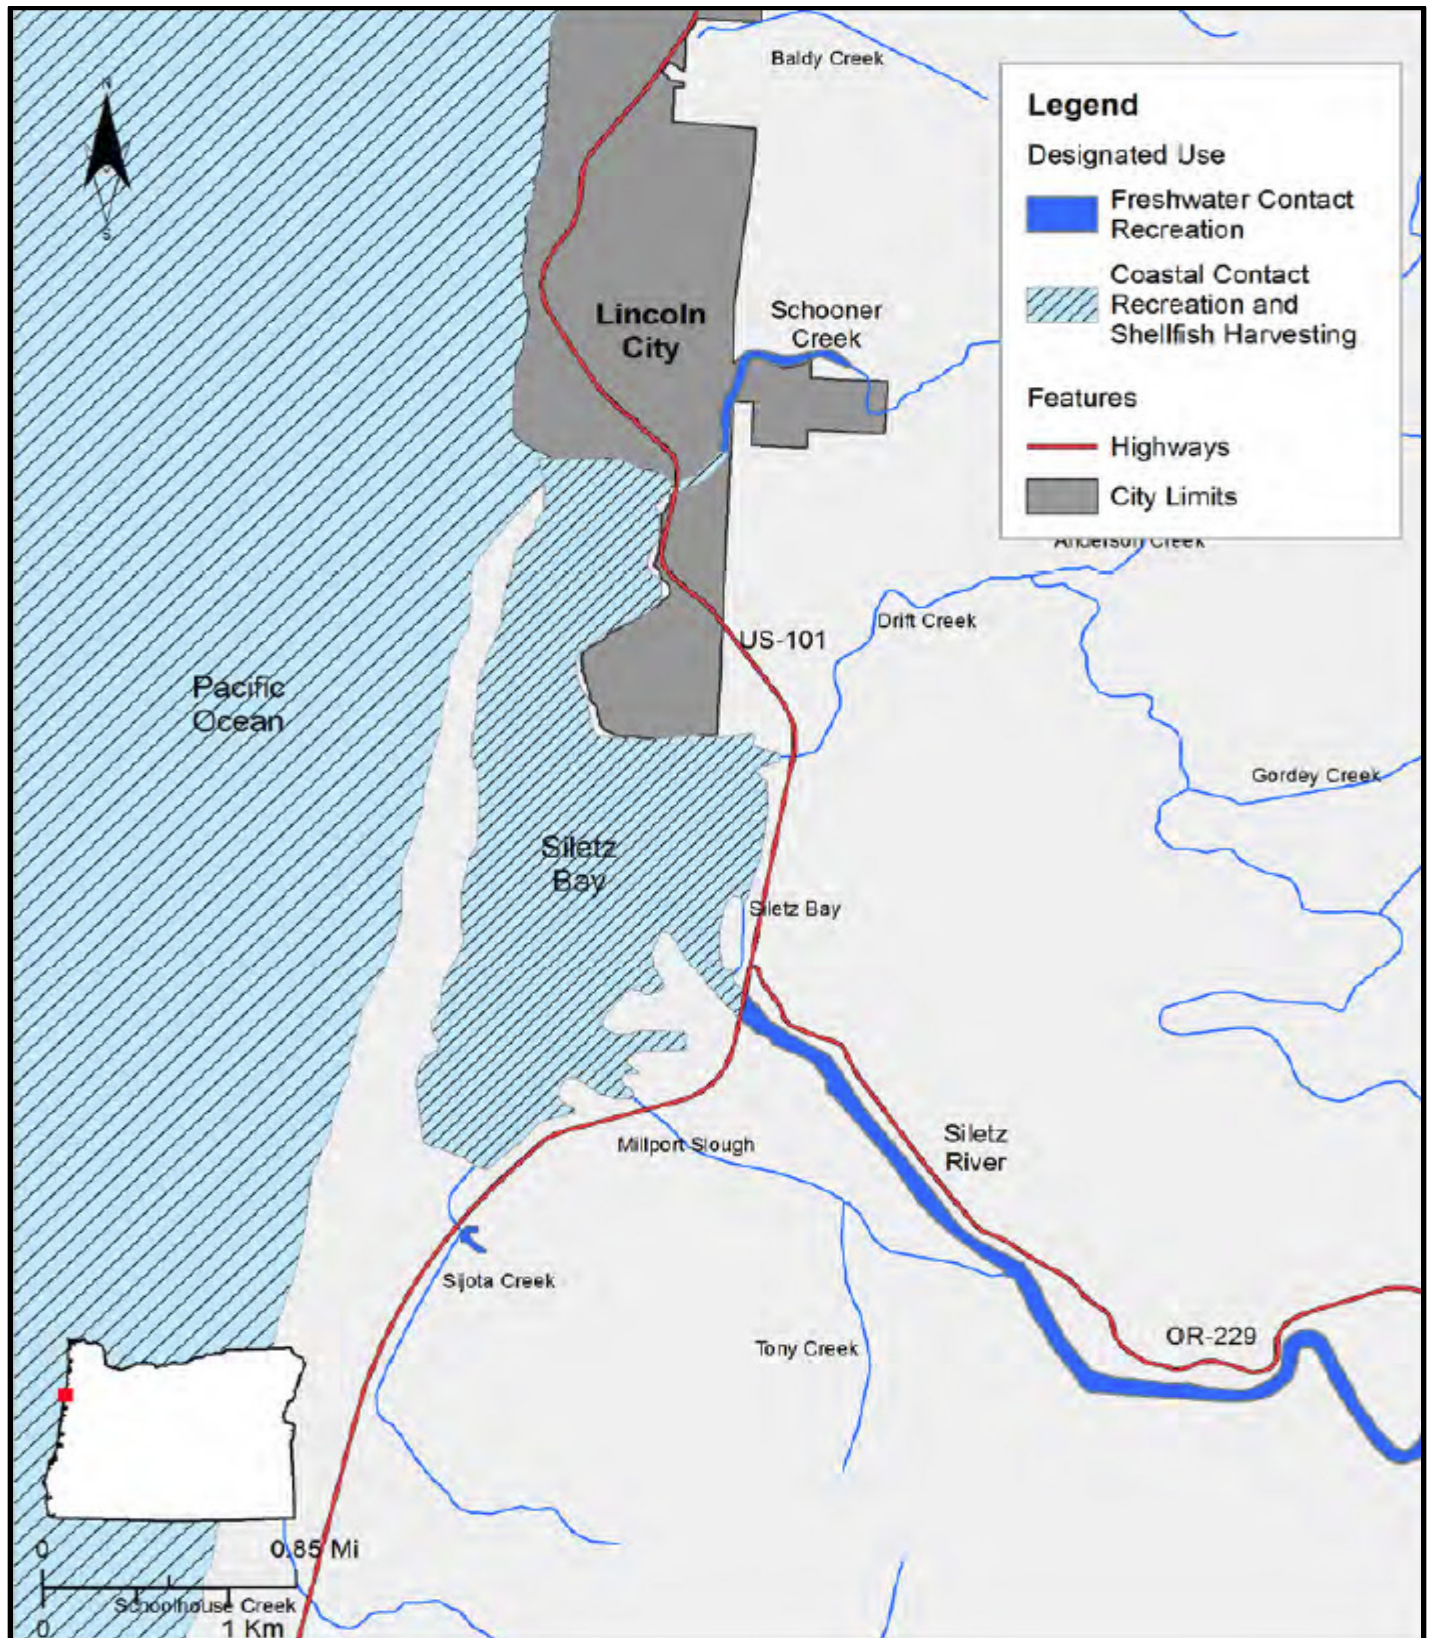 Baldy Creek
N
S
Legend
Designated Use
Freshwater Contact
Recreation
Coastal Contact
Recreation and
Shellfish Harvesting
Features
Highways
City Limits
Lincoln
City
Schooner
Creek
Anderson Creek
Drift Creek
US-101
Pacific
Ocean
Gordey Creek
Siletz
Bay
Siletz Bay
Siletz
River
Millport Slough
Sijota Creek
OR-229
Tony Creek
0
0.85 Mi
Schoolhouse Creek
0
1 Km